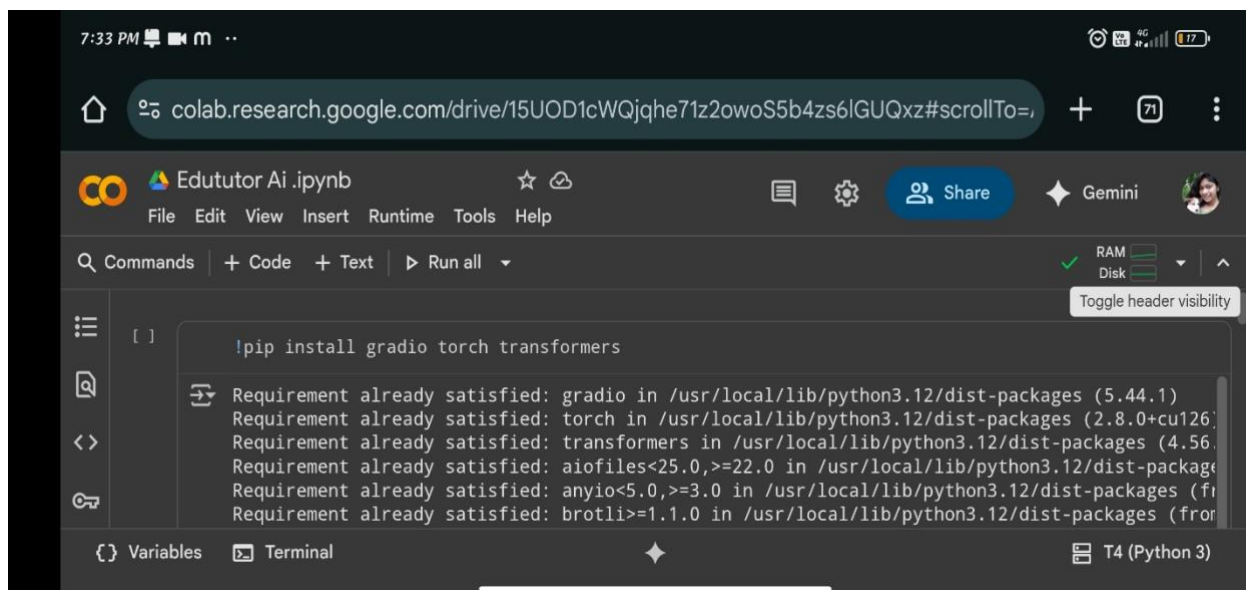 7:33 PM
Vo LTE 4G 17
colab.research.google.com/drive/15UOD1cWQjqhe71z2owoS5b4zs6lGUQxz#scrollTo=
71
CO Edututor Ai .ipynb
Share Gemini
File Edit View Insert Runtime Tools Help
Commands + Code + Text Run all
RAM
Disk
Toggle header visibility
[ ] !pip install gradio torch transformers
Requirement already satisfied: gradio in /usr/local/lib/python3.12/dist-packages (5.44.1)
Requirement already satisfied: torch in /usr/local/lib/python3.12/dist-packages (2.8.0+cu126)
Requirement already satisfied: transformers in /usr/local/lib/python3.12/dist-packages (4.56.
Requirement already satisfied: aiofiles<25.0,>=22.0 in /usr/local/lib/python3.12/dist-package
Requirement already satisfied: anyio<5.0,>=3.0 in /usr/local/lib/python3.12/dist-packages (fr
Requirement already satisfied: brotli>=1.1.0 in /usr/local/lib/python3.12/dist-packages (from
{} Variables Terminal T4 (Python 3)